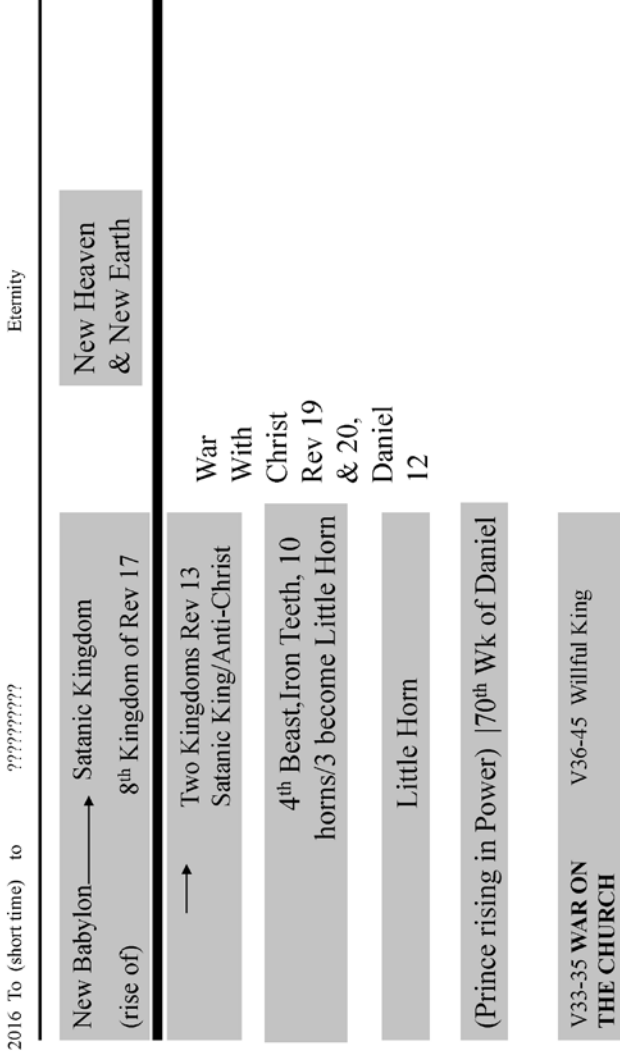 2016 To (short time) to ?????????? Eternity
New Babylon Satanic Kingdom
(rise of) 8th Kingdom of Rev 17
New Heaven
& New Earth
Two Kingdoms Rev 13
Satanic King/Anti-Christ
War
With
Christ
Rev 19
& 20,
Daniel
12
4th Beast,Iron Teeth, 10
horns/3 become Little Horn
Little Horn
(Prince rising in Power) |70th Wk of Daniel
V33-35 WAR ON V36-45 Willful King
THE CHURCH